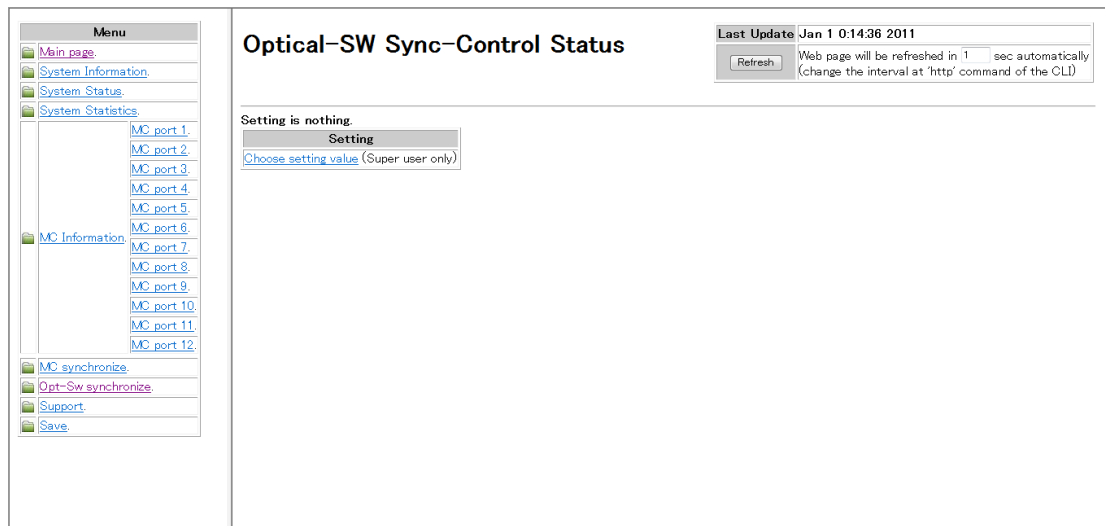 Menu
Main page.
System Information.
System Status.
System Statistics.
MC Information.
MC port 1.
MC port 2.
MC port 3.
MC port 4.
MC port 5.
MC port 6.
MC port 7.
MC port 8.
MC port 9.
MC port 10.
MC port 11.
MC port 12.
MC synchronize.
Opt-Sw synchronize.
Support.
Save.
Optical-SW Sync-Control Status
Last Update Jan 1 0:14:36 2011
Refresh
Web page will be refreshed in 1 sec automatically
(change the interval at 'http' command of the CLI)
Setting is nothing.
Setting
Choose setting value (Super user only)